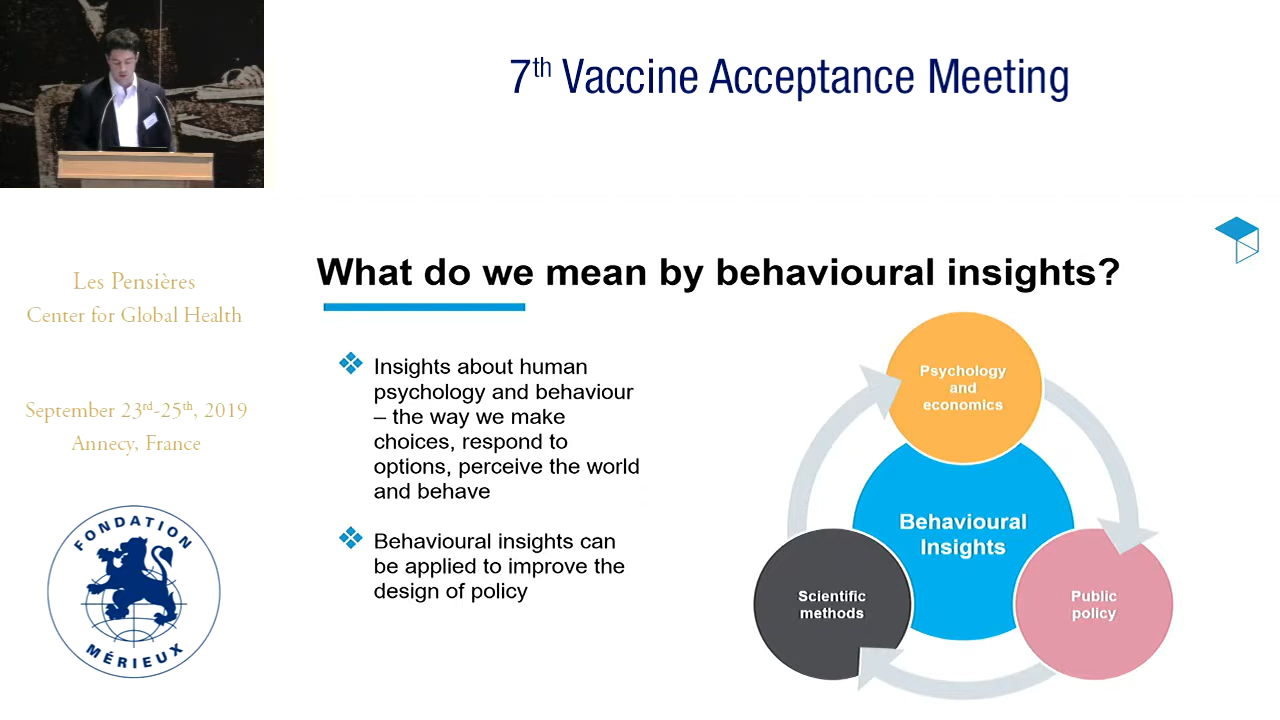 7th Vaccine Acceptance Meeting
Les Pensières
Center for Global Health
September 23rd-25th, 2019
Annecy, France
FONDATION
MÉRIEUX
What do we mean by behavioural insights?
Insights about human
psychology and behaviour
– the way we make
choices, respond to
options, perceive the world
and behave
Behavioural insights can
be applied to improve the
design of policy
Psychology
and
economics
Behavioural
Insights
Scientific
methods
Public
policy